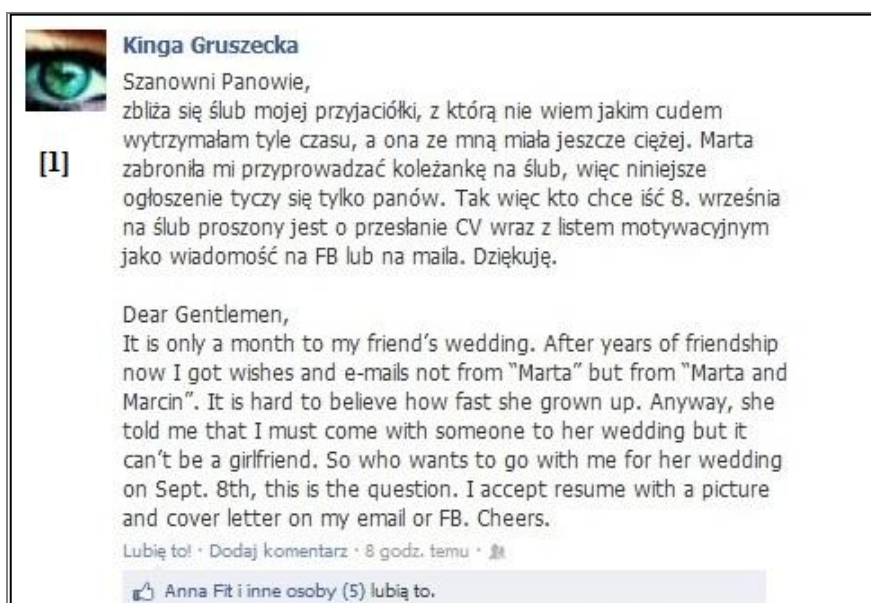 Kinga Gruszecka
Szanowni Panowie,
zbliża się ślub mojej przyjaciółki, z którą nie wiem jakim cudem
wytrzymałam tyle czasu, a ona ze mną miała jeszcze ciężej. Marta
[1]
zabroniła mi przyprowadzać koleżankę na ślub, więc niniejsze
ogłoszenie tyczy się tylko panów. Tak więc kto chce iść 8. września
na ślub proszony jest o przesłanie CV wraz z listem motywacyjnym
jako wiadomość na FB lub na maila. Dziękuję.
Dear Gentlemen,
It is only a month to my friend's wedding. After years of friendship
now I got wishes and e-mails not from "Marta" but from "Marta and
Marcin". It is hard to believe how fast she grown up. Anyway, she
told me that I must come with someone to her wedding but it
can't be a girlfriend. So who wants to go with me for her wedding
on Sept. 8th, this is the question. I accept resume with a picture
and cover letter on my email or FB. Cheers.
Lubię to! · Dodaj komentarz · 8 godz. temu ·
Anna Fit i inne osoby (5) lubią to.